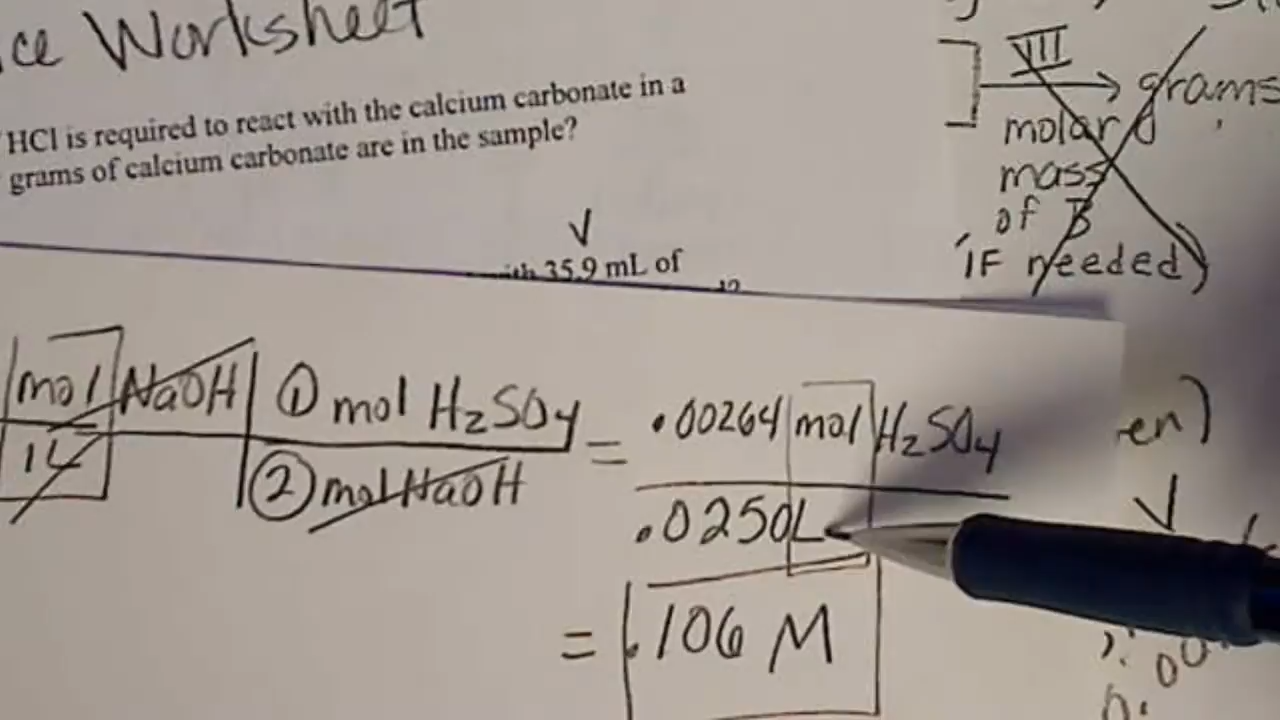 ce Worksheet
HCl is required to react with the calcium carbonate in a
grams of calcium carbonate are in the sample?
VII
grams
molar
mass
of B
IF needed)
V
35.9 mL of
mol NaOH
1 mol H2SO4
1L
2 mol NaOH
=
.00264 mol H2SO4
.0250L
= .106 M
en)
V